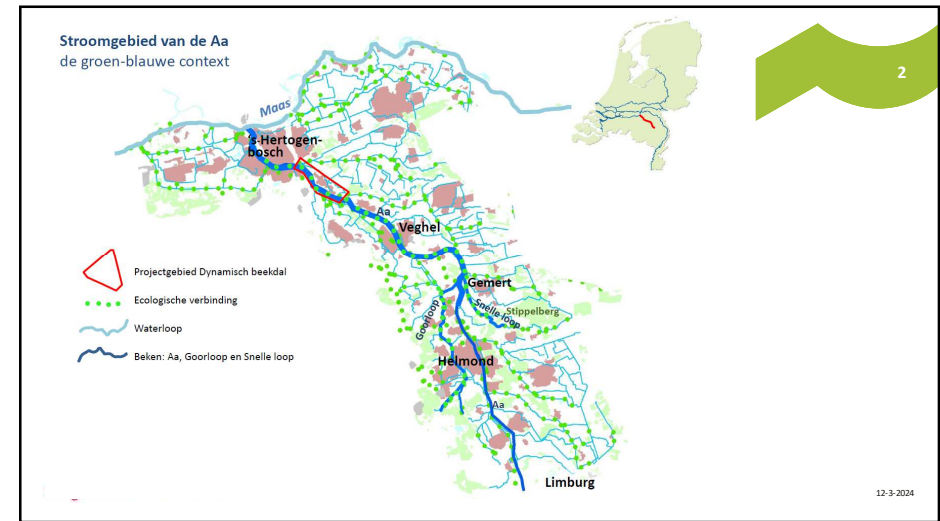 Stroomgebied van de Aa
de groen-blauwe context
2
Maas
's Hertogen-
bosch
Aa
Veghel
Gemert
Snelle loop
Stippelberg
Goorloop
Helmond
Aa
Limburg
Projectgebied Dynamisch beekdal
Ecologische verbinding
Waterloop
Beken: Aa, Goorloop en Snelle loop
12-3-2024